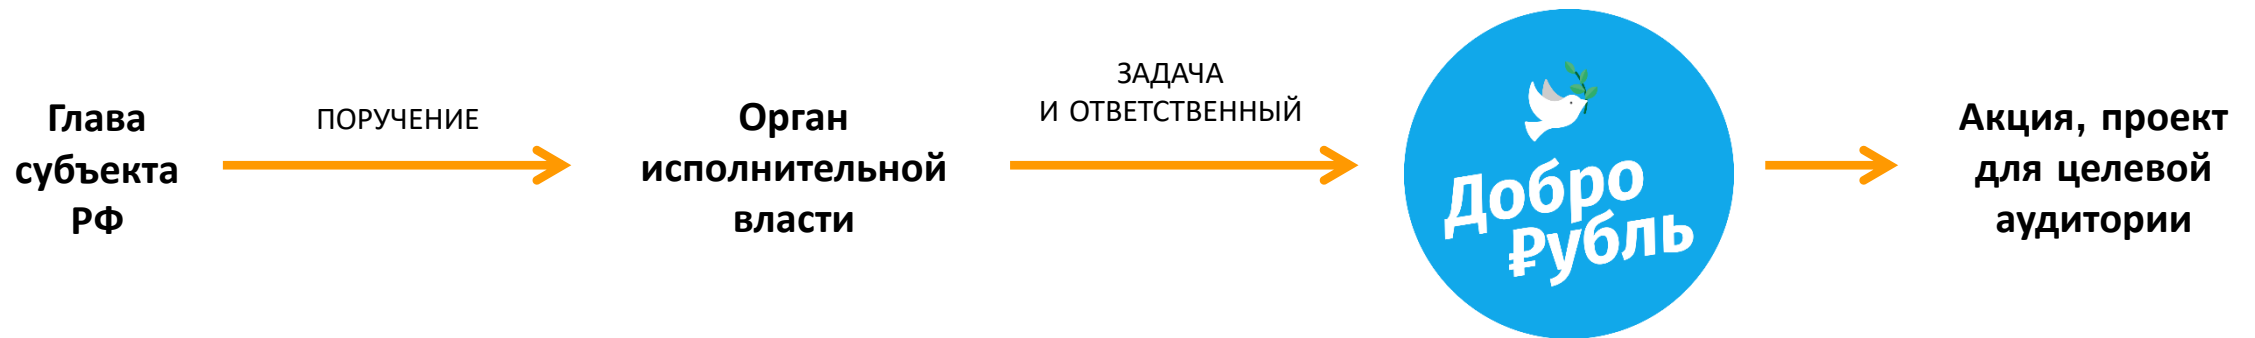 Глава
субъекта
РФ
ПОРУЧЕНИЕ
Орган
исполнительной
власти
ЗАДАЧА
И ОТВЕТСТВЕННЫЙ
Добро
₽убль
Акция, проект
для целевой
аудитории